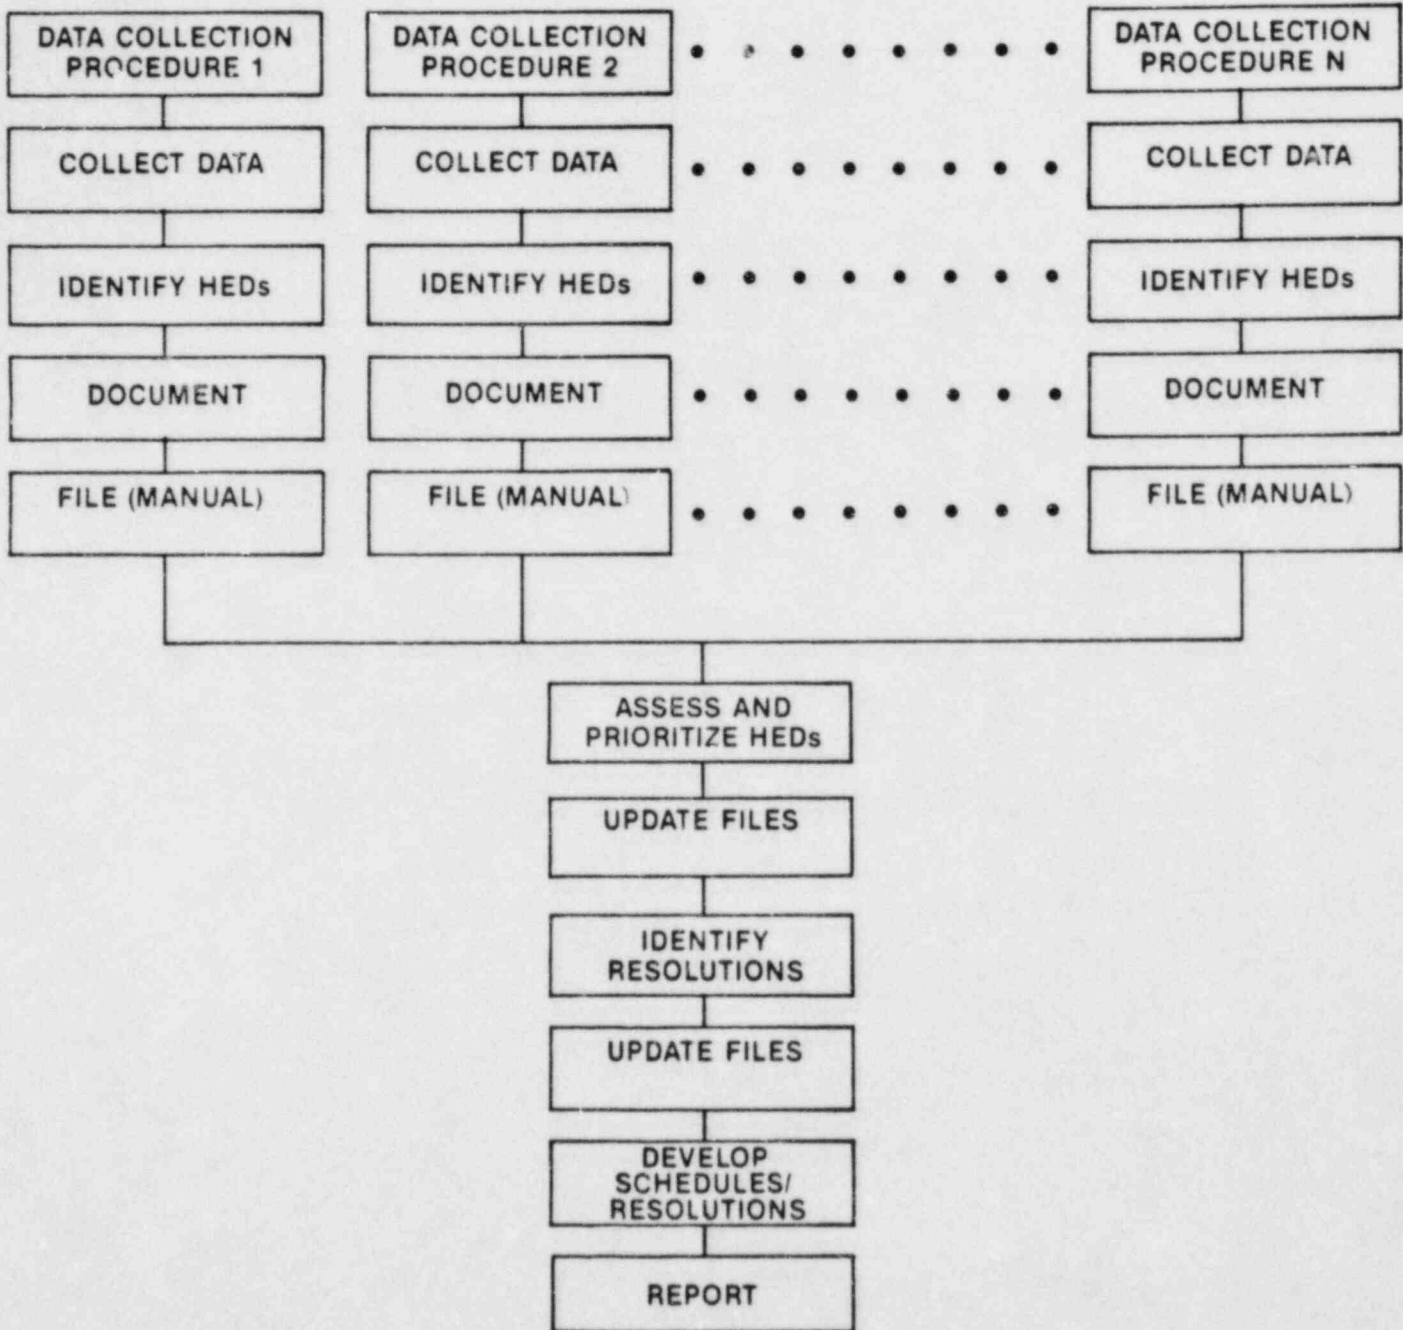 DATA COLLECTION
PROCEDURE 1
DATA COLLECTION
PROCEDURE 2
DATA COLLECTION
PROCEDURE N
COLLECT DATA
COLLECT DATA
COLLECT DATA
IDENTIFY HEDs
IDENTIFY HEDs
IDENTIFY HEDs
DOCUMENT
DOCUMENT
DOCUMENT
FILE (MANUAL)
FILE (MANUAL)
FILE (MANUAL)
ASSESS AND
PRIORITIZE HEDs
UPDATE FILES
IDENTIFY
RESOLUTIONS
UPDATE FILES
DEVELOP
SCHEDULES/
RESOLUTIONS
REPORT